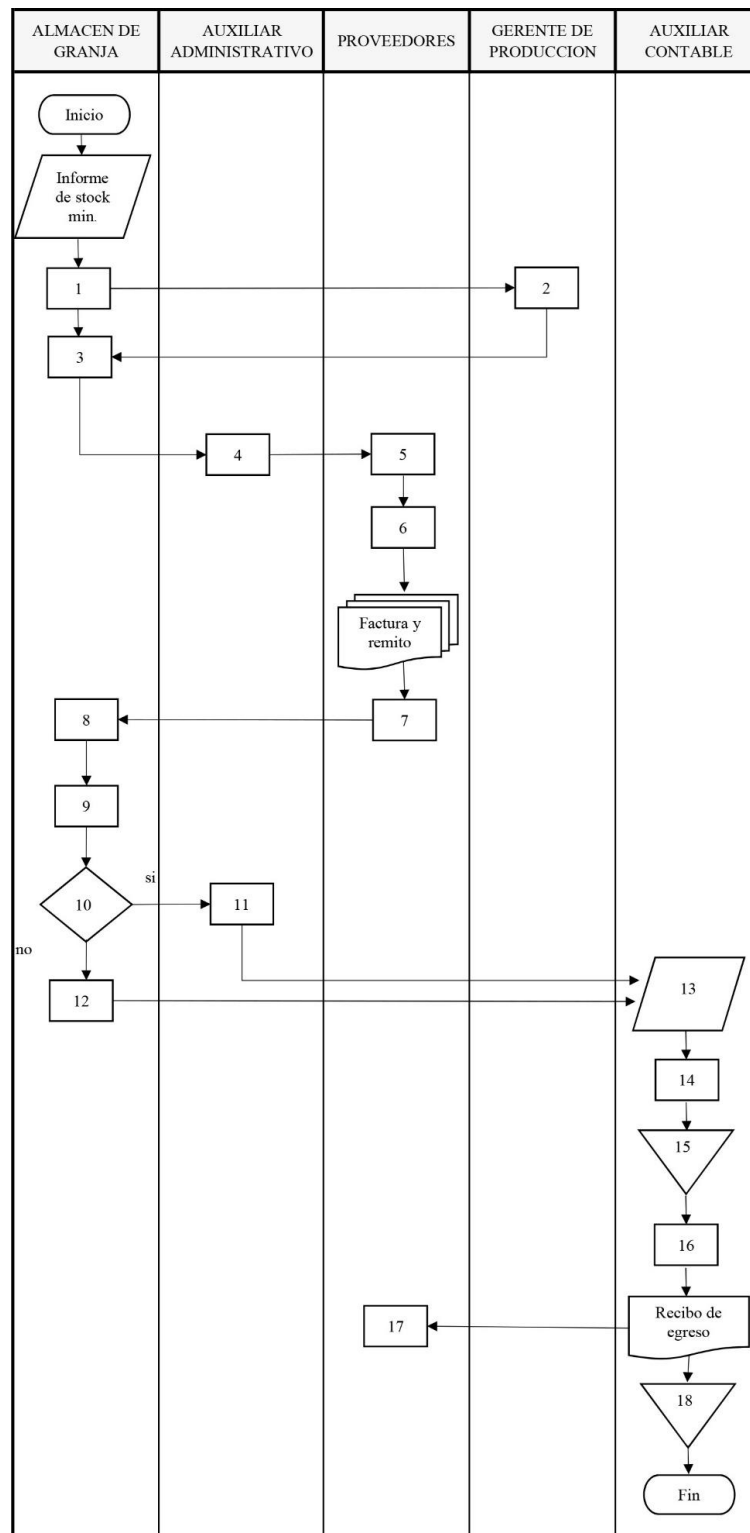 ALMACEN DE
GRANJA
AUXILIAR
ADMINISTRATIVO
PROVEEDORES
GERENTE DE
PRODUCCION
AUXILIAR
CONTABLE
Inicio
Informe
de stock
min.
1
2
3
4
5
6
Factura y
remito
8
7
9
si
10
11
no
12
13
14
15
16
17
Recibo de
egreso
18
Fin